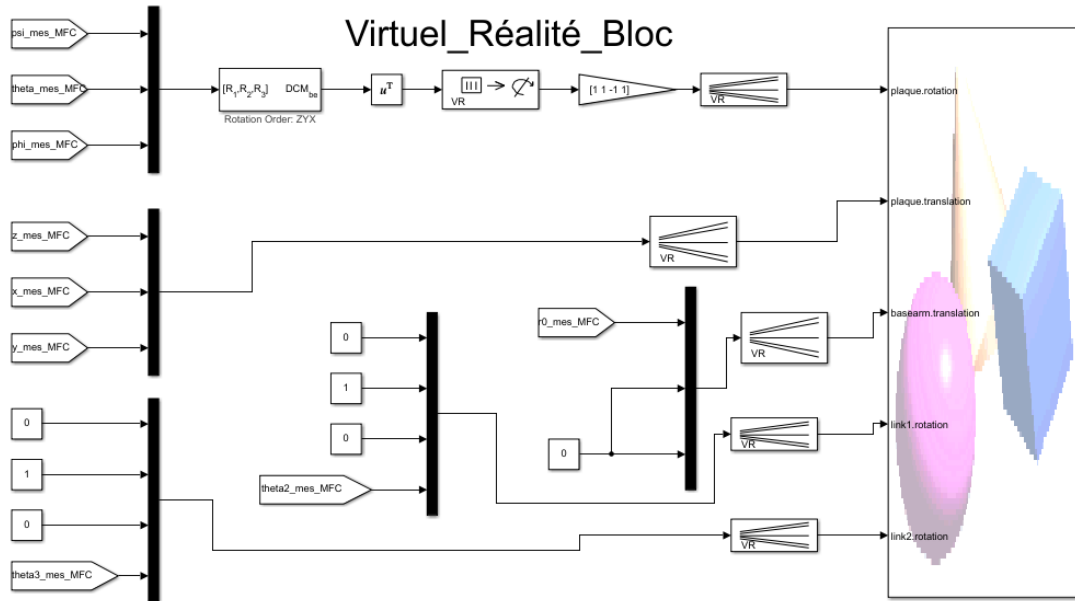 Virtuel_Réalité_Bloc
psi_mes_MFC
theta_mes_MFC
phi_mes_MFC
[R1,R2,R3] DCMbe
Rotation Order: ZYX
uT
VR
[1 1 -1 1]
VR
plaque.rotation
plaque.translation
z_mes_MFC
x_mes_MFC
y_mes_MFC
VR
r0_mes_MFC
basearm.translation
VR
0
1
0
theta2_mes_MFC
0
VR
link1.rotation
0
1
0
theta3_mes_MFC
VR
link2.rotation